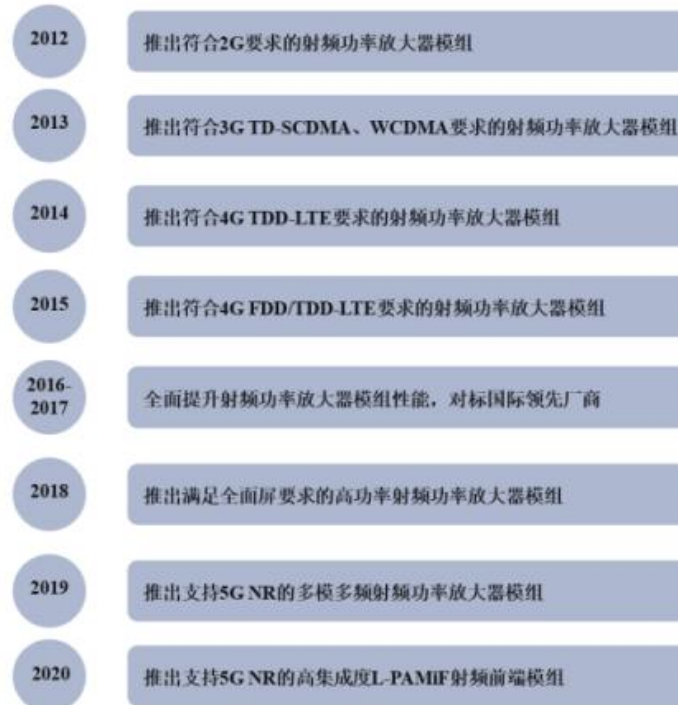 2012
推出符合2G要求的射频功率放大器模组
2013
推出符合3G TD-SCDMA、WCDMA要求的射频功率放大器模组
2014
推出符合4G TDD-LTE要求的射频功率放大器模组
2015
推出符合4G FDD/TDD-LTE要求的射频功率放大器模组
2016-
2017
全面提升射频功率放大器模组性能，对标国际领先厂商
2018
推出满足全面屏要求的高功率射频功率放大器模组
2019
推出支持5G NR的多模多频射频功率放大器模组
2020
推出支持5G NR的高集成度L-PAMiF射频前端模组